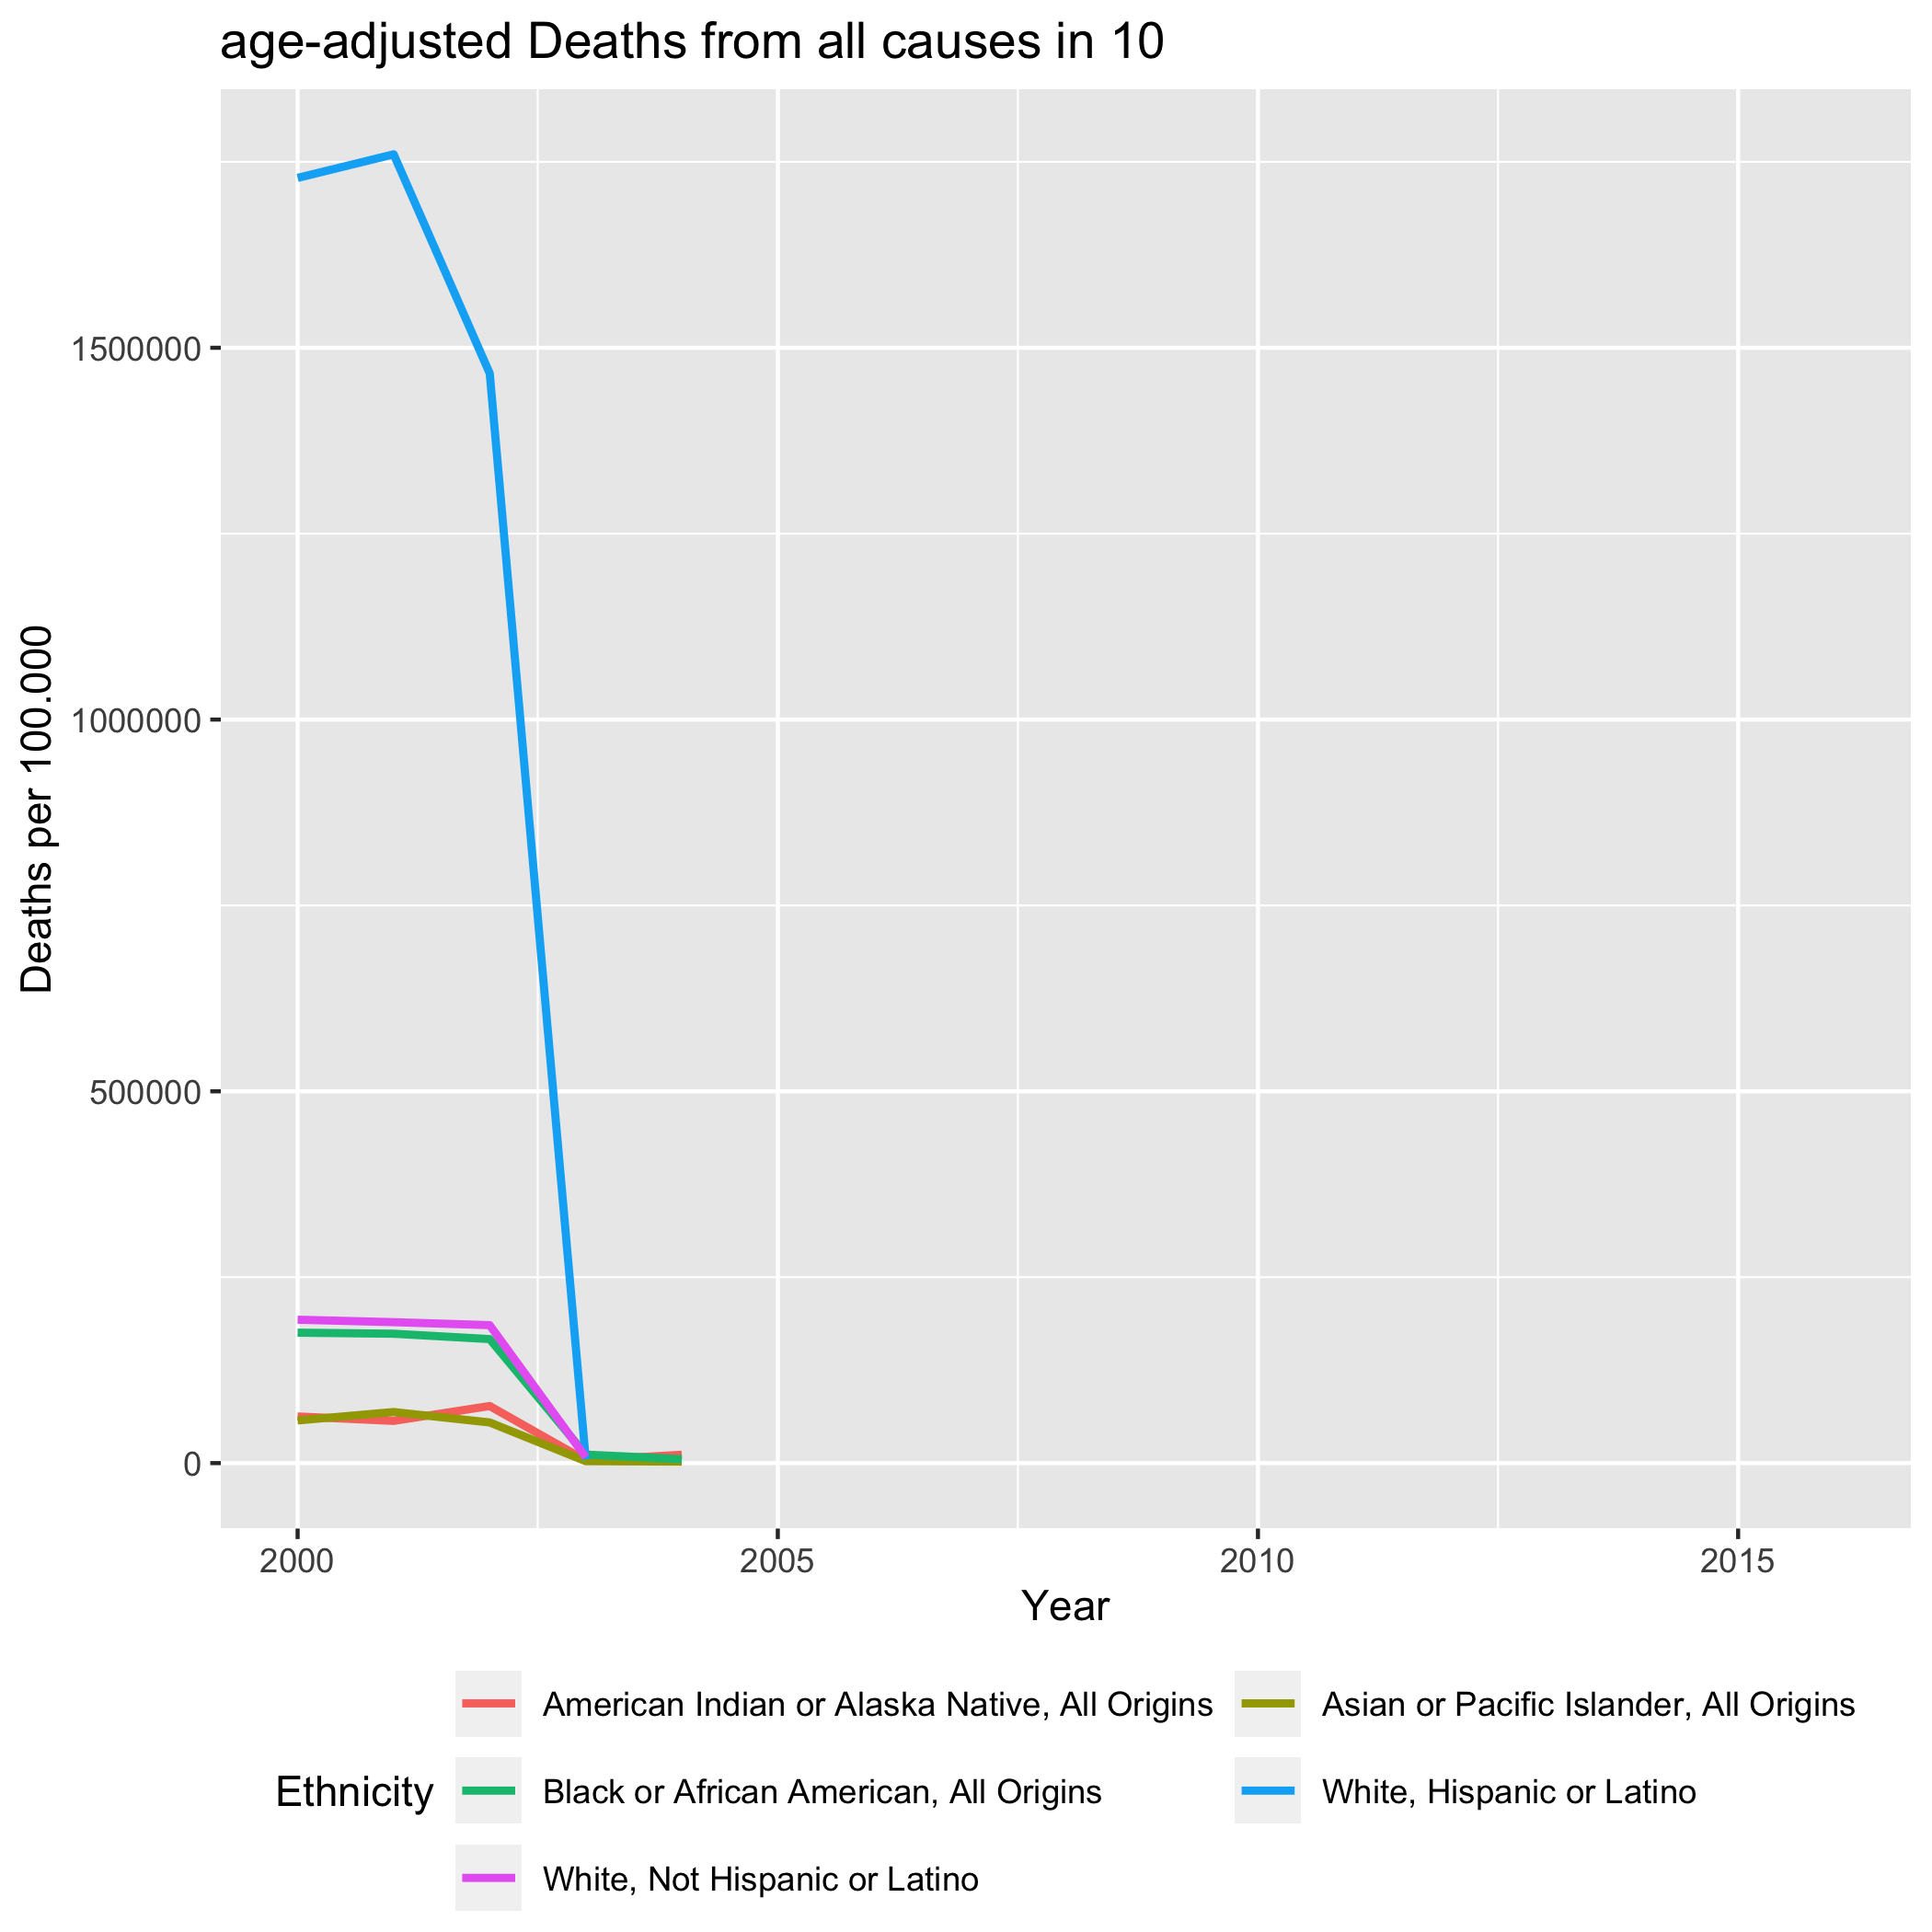 age-adjusted Deaths from all causes in 10
Deaths per 100.000
1500000
1000000
500000
0
2000 2005 2010 2015
Year
Ethnicity
American Indian or Alaska Native, All Origins
Asian or Pacific Islander, All Origins
Black or African American, All Origins
White, Hispanic or Latino
White, Not Hispanic or Latino